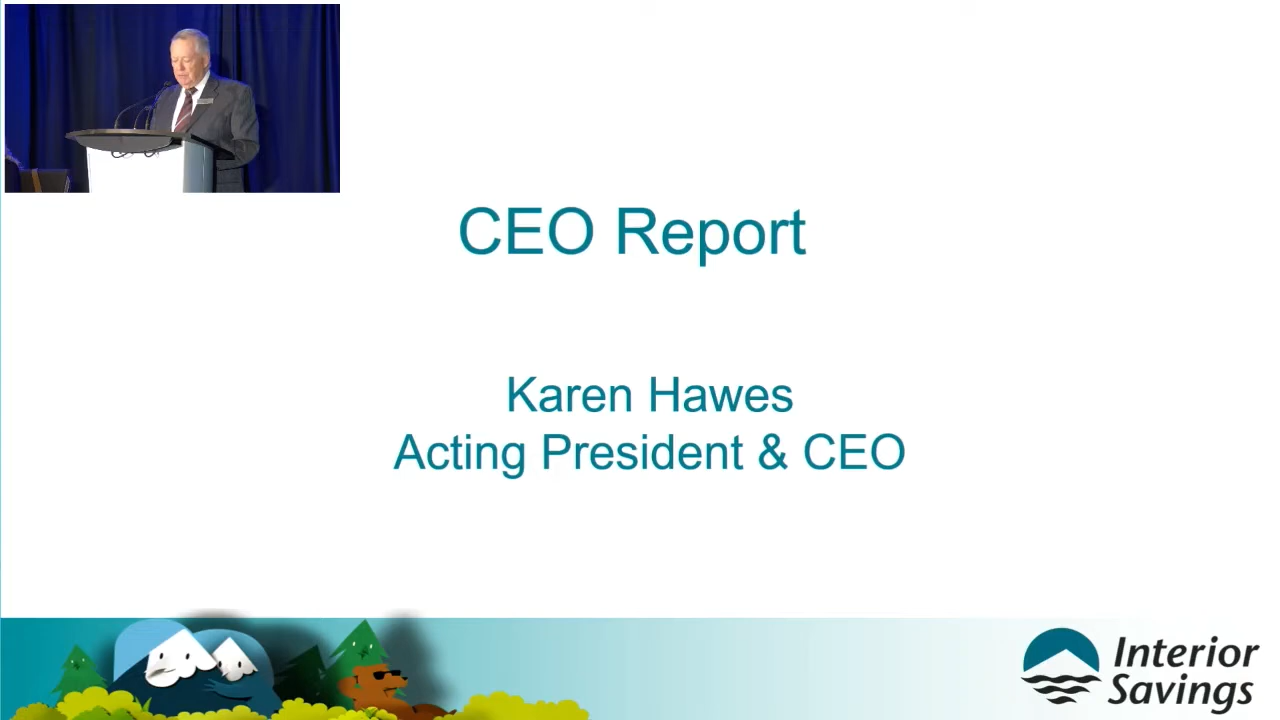 CEO Report
Karen Hawes
Acting President & CEO
Interior
Savings